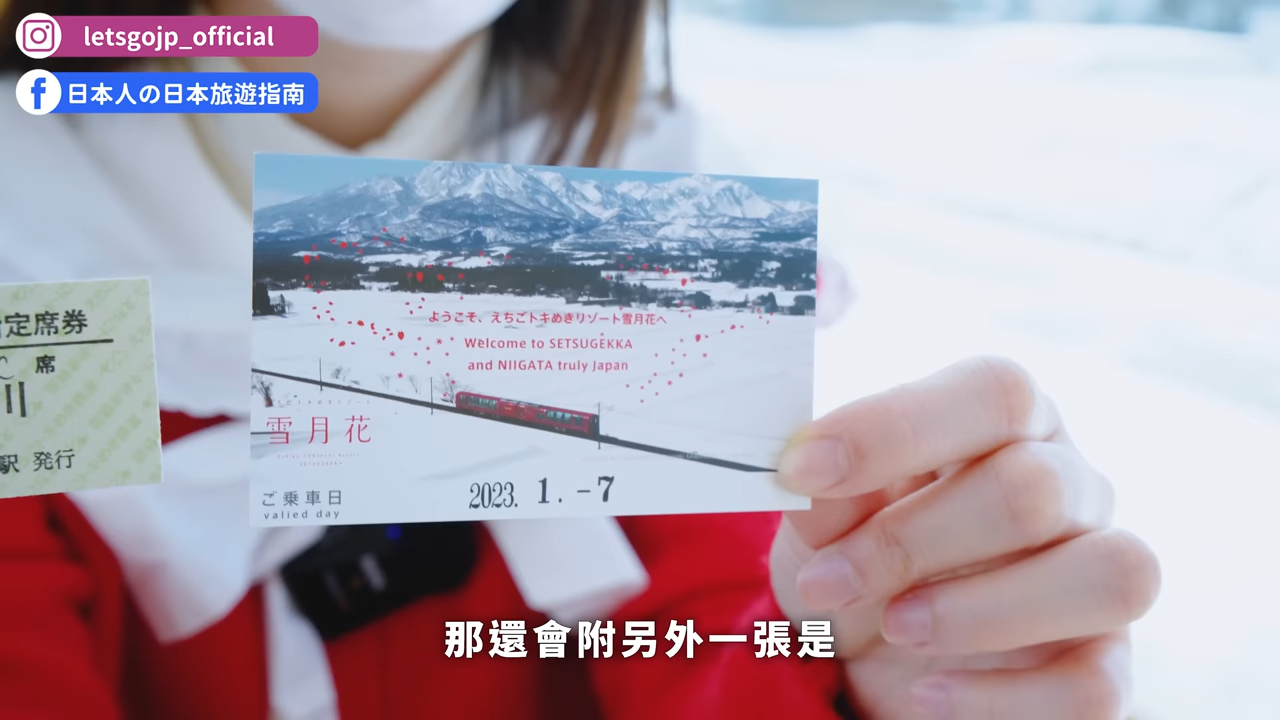 letsgojp_official
日本人の日本旅遊指南
定席券
席
川
駅 発行
ようこそ、えちごトキめきリゾート雪月花へ
Welcome to SETSUGEKKA
and NIIGATA truly Japan
雪月花
ご乗車日
valied day
2023. 1. -7
那還會附另外一張是